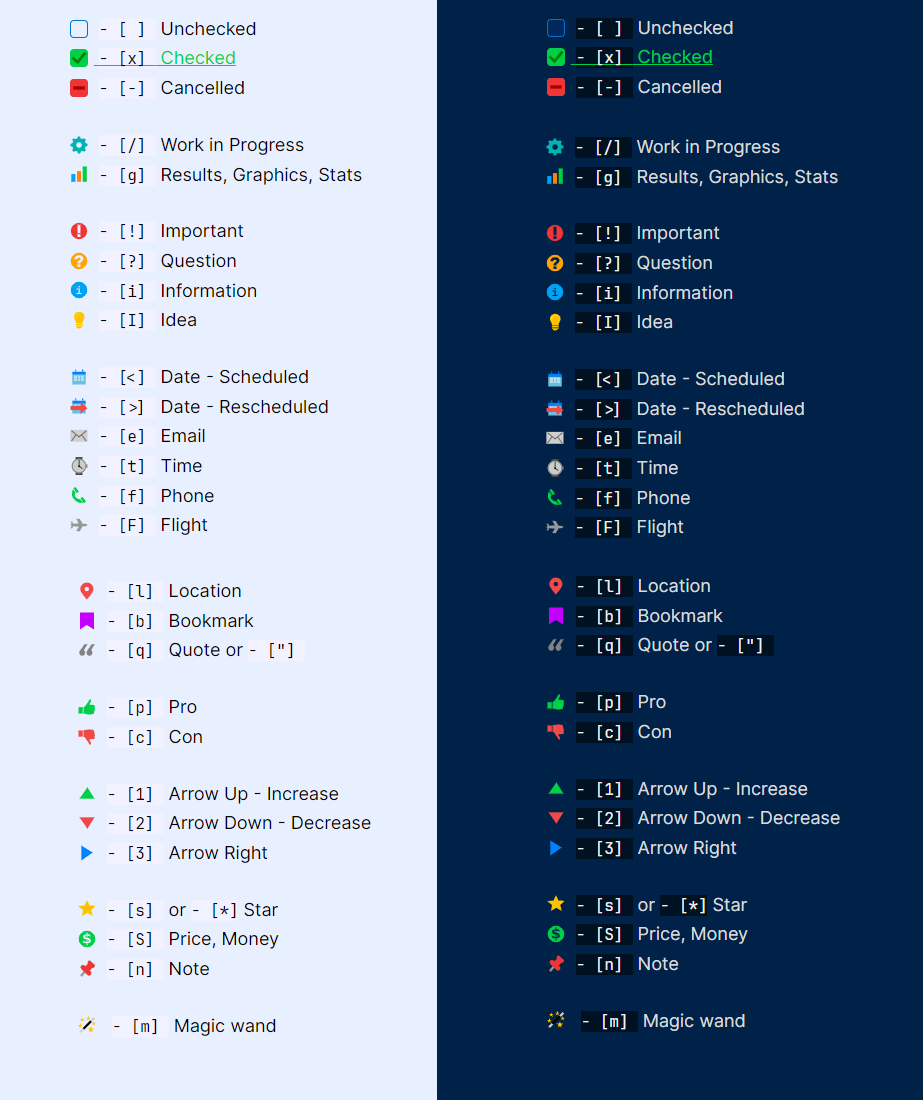 - [ ] Unchecked
- [x] Checked
- [-] Cancelled
- [/] Work in Progress
- [g] Results, Graphics, Stats
- [!] Important
- [?] Question
- [i] Information
- [I] Idea
- [<] Date - Scheduled
- [>] Date - Rescheduled
- [e] Email
- [t] Time
- [f] Phone
- [F] Flight
- [l] Location
- [b] Bookmark
- [q] Quote or - ["]
- [p] Pro
- [c] Con
- [1] Arrow Up - Increase
- [2] Arrow Down - Decrease
- [3] Arrow Right
- [s] or - [*] Star
- [S] Price, Money
- [n] Note
- [m] Magic wand
- [ ] Unchecked
- [x] Checked
- [-] Cancelled
- [/] Work in Progress
- [g] Results, Graphics, Stats
- [!] Important
- [?] Question
- [i] Information
- [I] Idea
- [<] Date - Scheduled
- [>] Date - Rescheduled
- [e] Email
- [t] Time
- [f] Phone
- [F] Flight
- [l] Location
- [b] Bookmark
- [q] Quote or - ["]
- [p] Pro
- [c] Con
- [1] Arrow Up - Increase
- [2] Arrow Down - Decrease
- [3] Arrow Right
- [s] or - [*] Star
- [S] Price, Money
- [n] Note
- [m] Magic wand